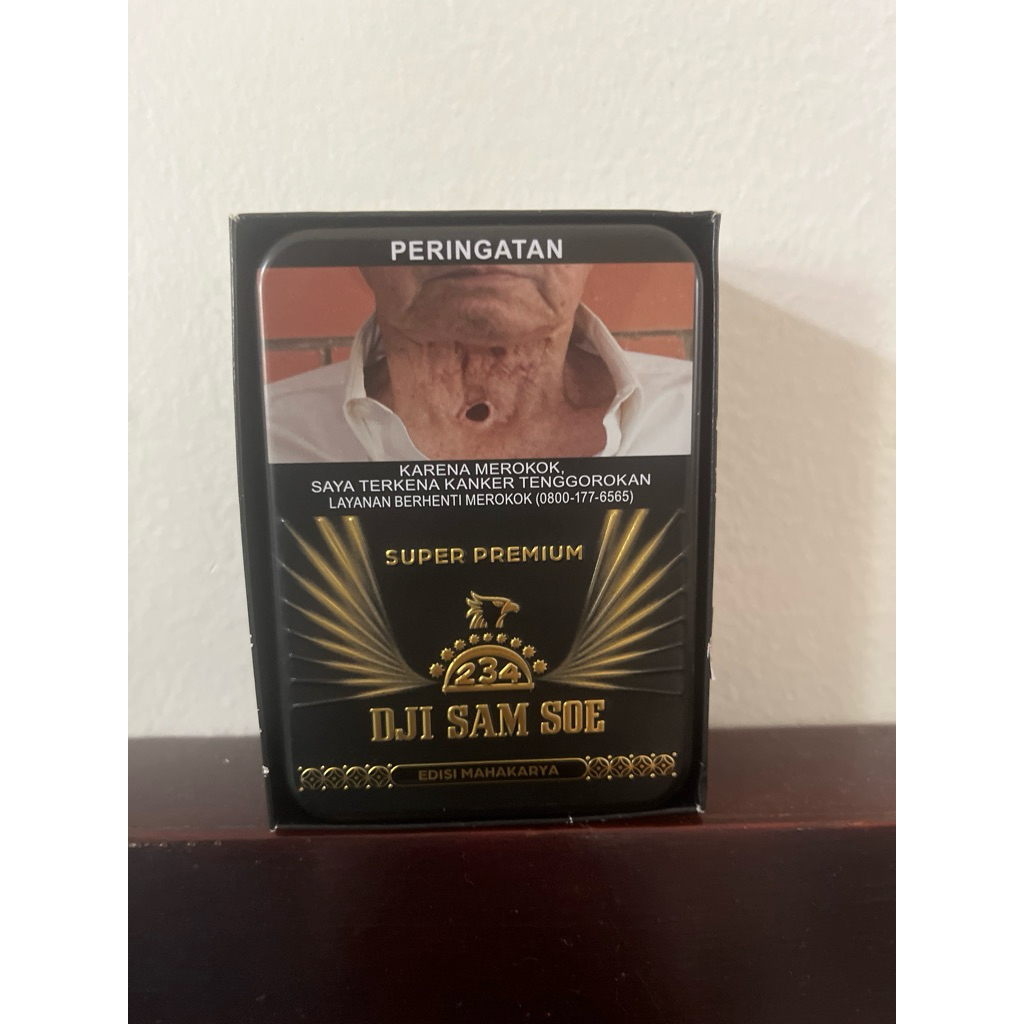 PERINGATAN
KARENA MEROKOK,
SAYA TERKENA KANKER TENGGOROKAN
LAYANAN BERHENTI MEROKOK (0800-177-6565)
SUPER PREMIUM
234
DJI SAM SOE
EDISI MAHAKARYA